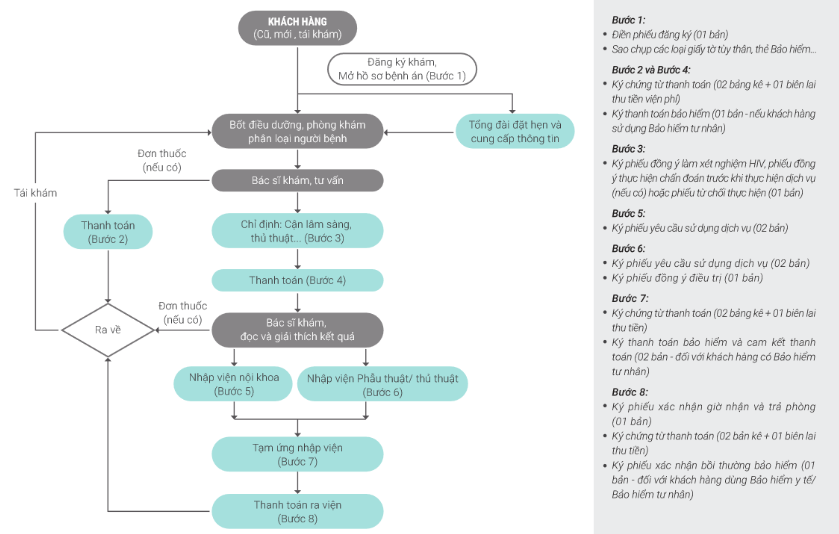 KHÁCH HÀNG
(Cũ, mới , tái khám)
Đăng ký khám,
Mở hồ sơ bệnh án (Bước 1)
Bốt điều dưỡng, phòng khám
phân loại người bệnh
Tổng đài đặt hẹn và
cung cấp thông tin
Đơn thuốc
(nếu có)
Tái khám
Bác sĩ khám, tư vấn
Thanh toán
(Bước 2)
Chỉ định: Cận lâm sàng,
thủ thuật... (Bước 3)
Thanh toán (Bước 4)
Đơn thuốc
(nếu có)
Ra về
Bác sĩ khám,
đọc và giải thích kết quả
Nhập viện nội khoa
(Bước 5)
Nhập viện Phẫu thuật/ thủ thuật
(Bước 6)
Tạm ứng nhập viện
(Bước 7)
Thanh toán ra viện
(Bước 8)
Bước 1:
• Điền phiếu đăng ký (01 bản)
• Sao chụp các loại giấy tờ tùy thân, thẻ Bảo hiểm...
Bước 2 và Bước 4:
• Ký chứng từ thanh toán (02 bảng kê + 01 biên lai
thu tiền viện phí)
• Ký thanh toán bảo hiểm (01 bản - nếu khách hàng
sử dụng Bảo hiểm tư nhân)
Bước 3:
• Ký phiếu đồng ý làm xét nghiệm HIV, phiếu đồng
ý thực hiện chẩn đoán trước khi thực hiện dịch vụ
(nếu có) hoặc phiếu từ chối thực hiện (01 bản)
Bước 5:
• Ký phiếu yêu cầu sử dụng dịch vụ (02 bản)
Bước 6:
• Ký phiếu yêu cầu sử dụng dịch vụ (02 bản)
• Ký phiếu đồng ý điều trị (01 bản)
Bước 7:
• Ký chứng từ thanh toán (02 bảng kê + 01 biên lai
thu tiền)
• Ký thanh toán bảo hiểm và cam kết thanh
toán (02 bản - đối với khách hàng có Bảo hiểm
tư nhân)
Bước 8:
• Ký phiếu xác nhận giờ nhận và trả phòng
(01 bản)
• Ký chứng từ thanh toán (02 bản kê + 01 biên lai
thu tiền)
• Ký phiếu xác nhận bồi thường bảo hiểm (01
bản - đối với khách hàng dùng Bảo hiểm y tế/
Bảo hiểm tư nhân)